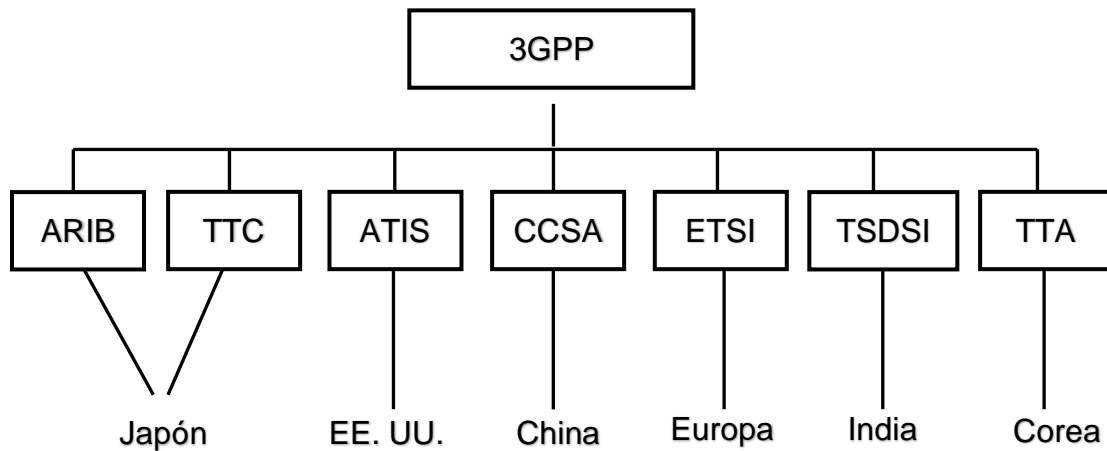 3GPP
ARIB TTC ATIS CCSA ETSI TSDSI TTA
Japón EE. UU. China Europa India Corea